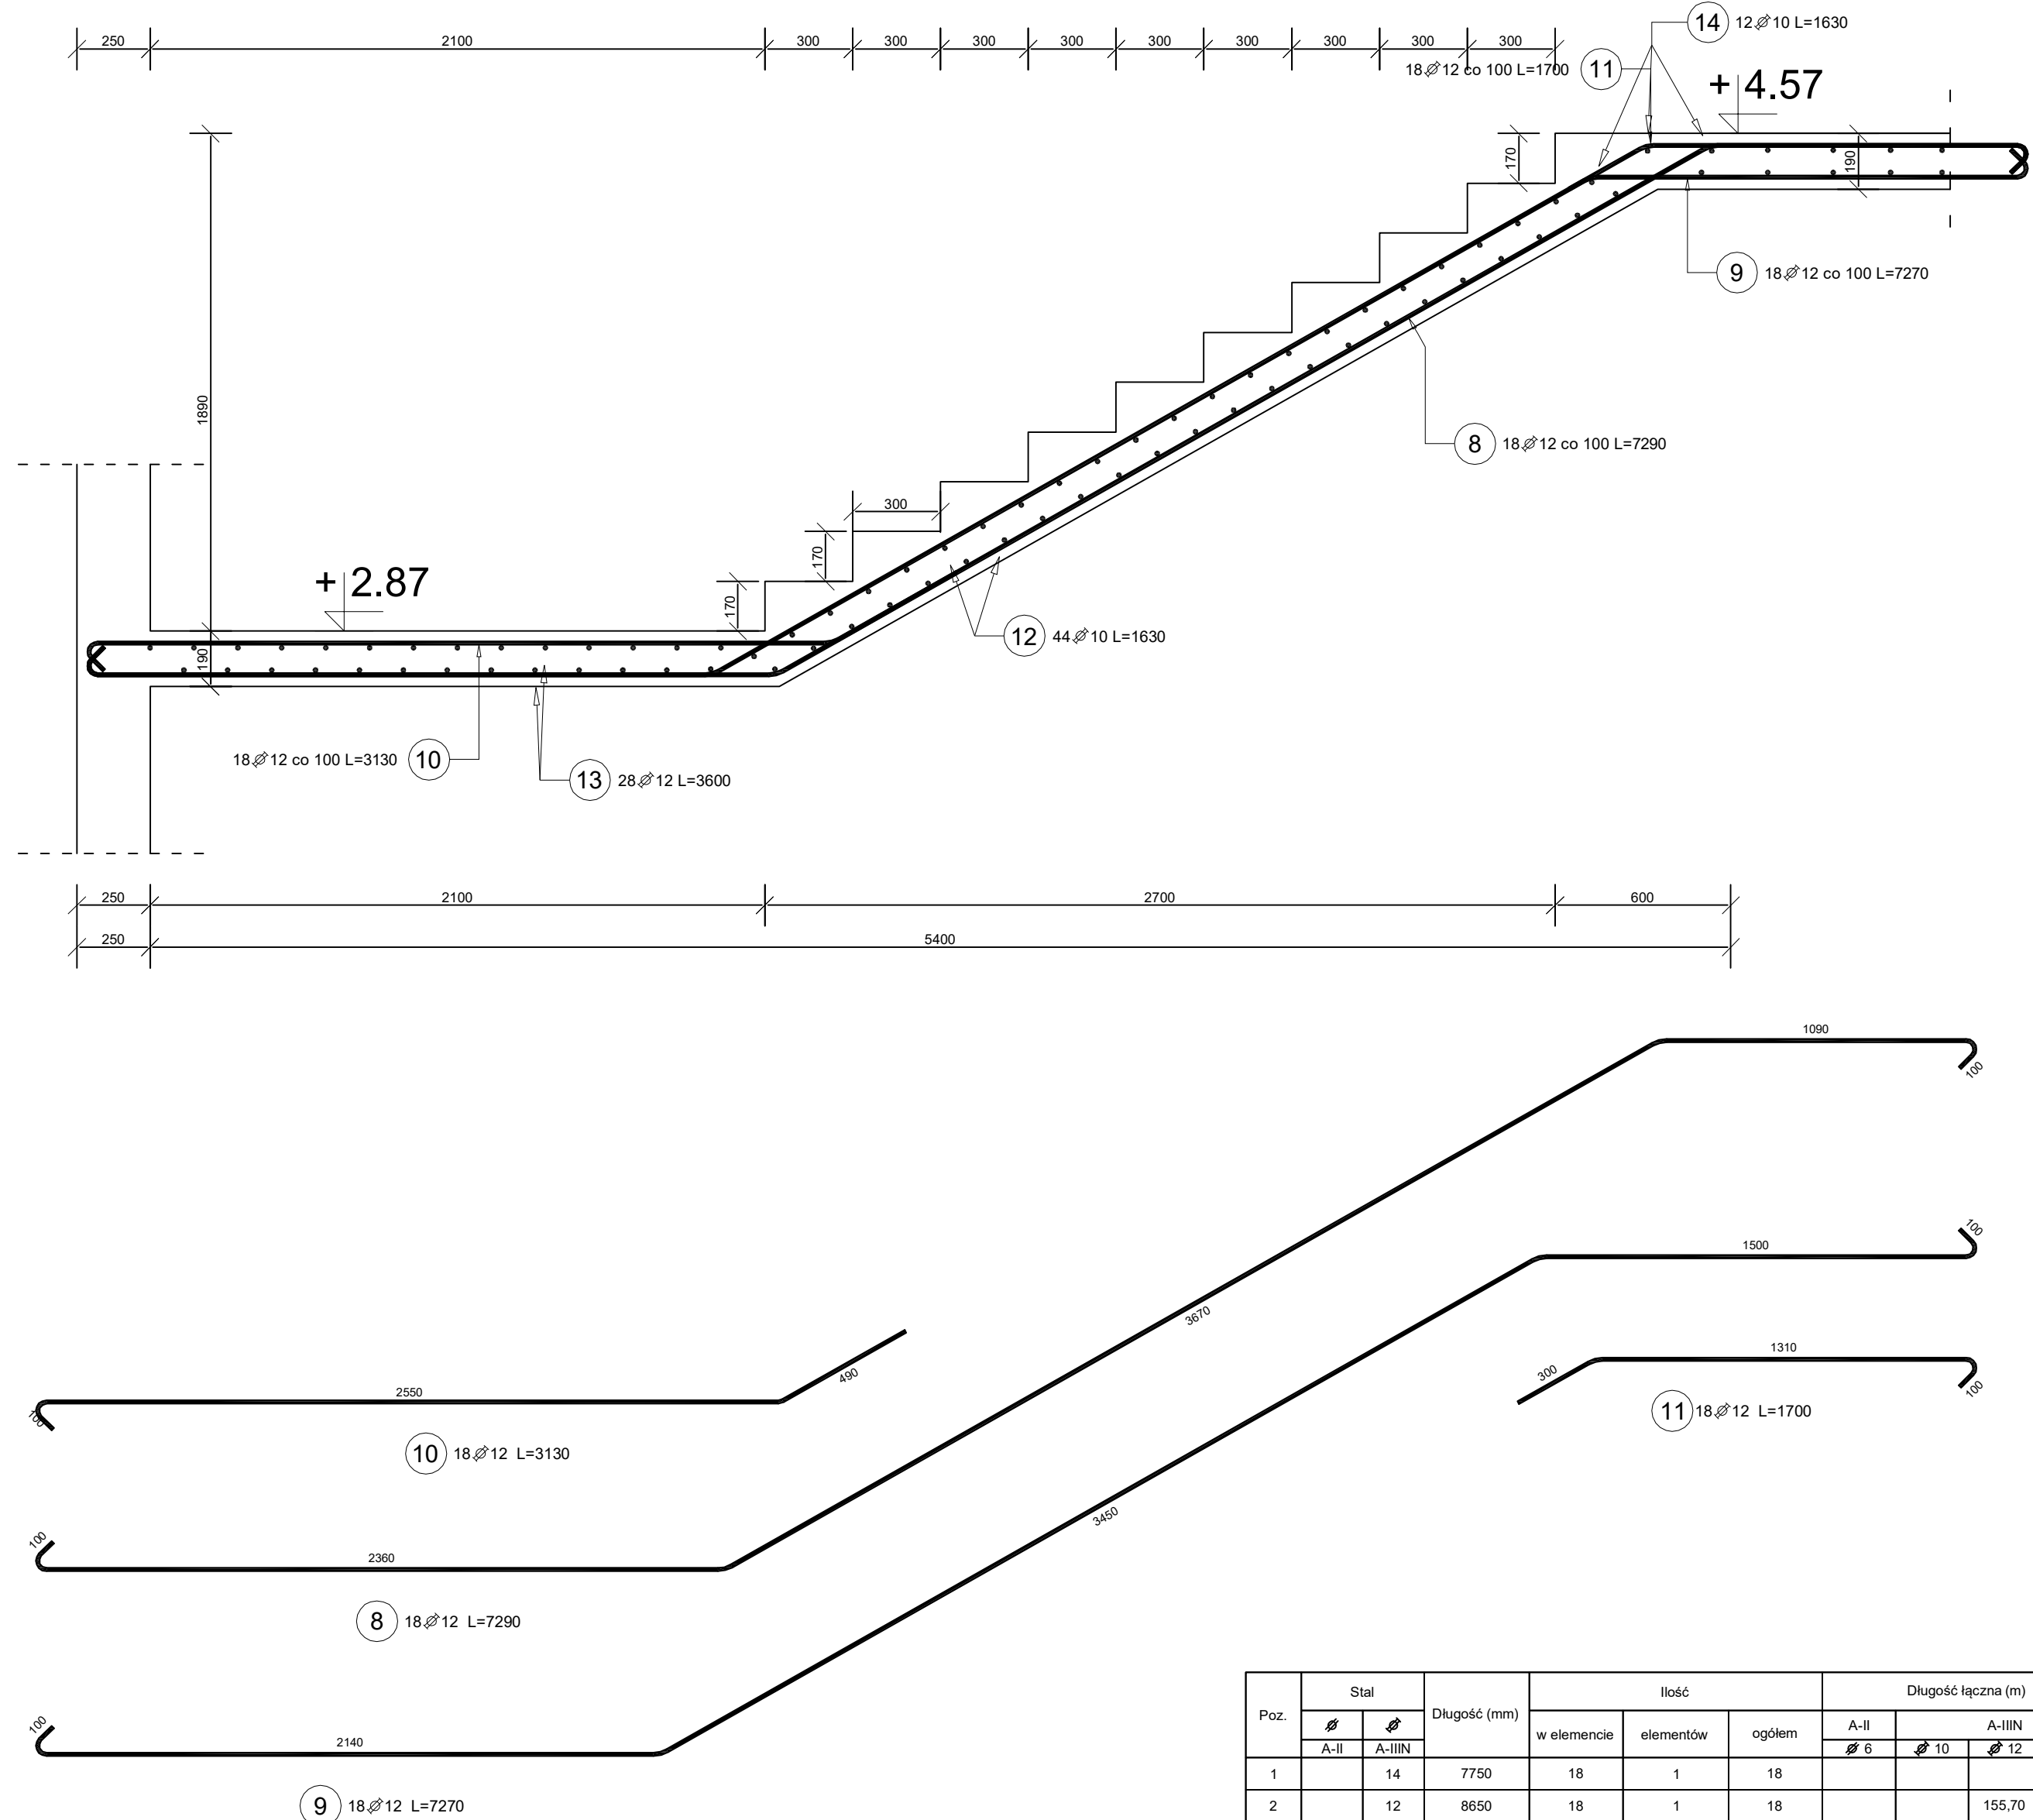 14 12⌀10 L=1630
250 2100 300 300 300 300 300 300 300 300 300
18⌀12 co 100 L=1700 11
+ 4.57
170
190
9 18⌀12 co 100 L=7270
1890
8 18⌀12 co 100 L=7290
300
170
+ 2.87
170
12 44⌀10 L=1630
190
18⌀12 co 100 L=3130 10
13 28⌀12 L=3600
250 2100 2700 600
250 5400
1090
100
3670
100
1500
1310
300
100
11 18⌀12 L=1700
2550
490
100
10 18⌀12 L=3130
3450
100
2360
8 18⌀12 L=7290
100
2140
9 18⌀12 L=7270
Poz. Stal Długość (mm) Ilość Długość łączna (m)
⌀ ⌀ w elemencie elementów ogółem A-II A-IIIN
A-II A-IIIN ⌀ 6 ⌀ 10 ⌀ 12
1 14 7750 18 1 18
2 12 8650 18 1 18 155,70